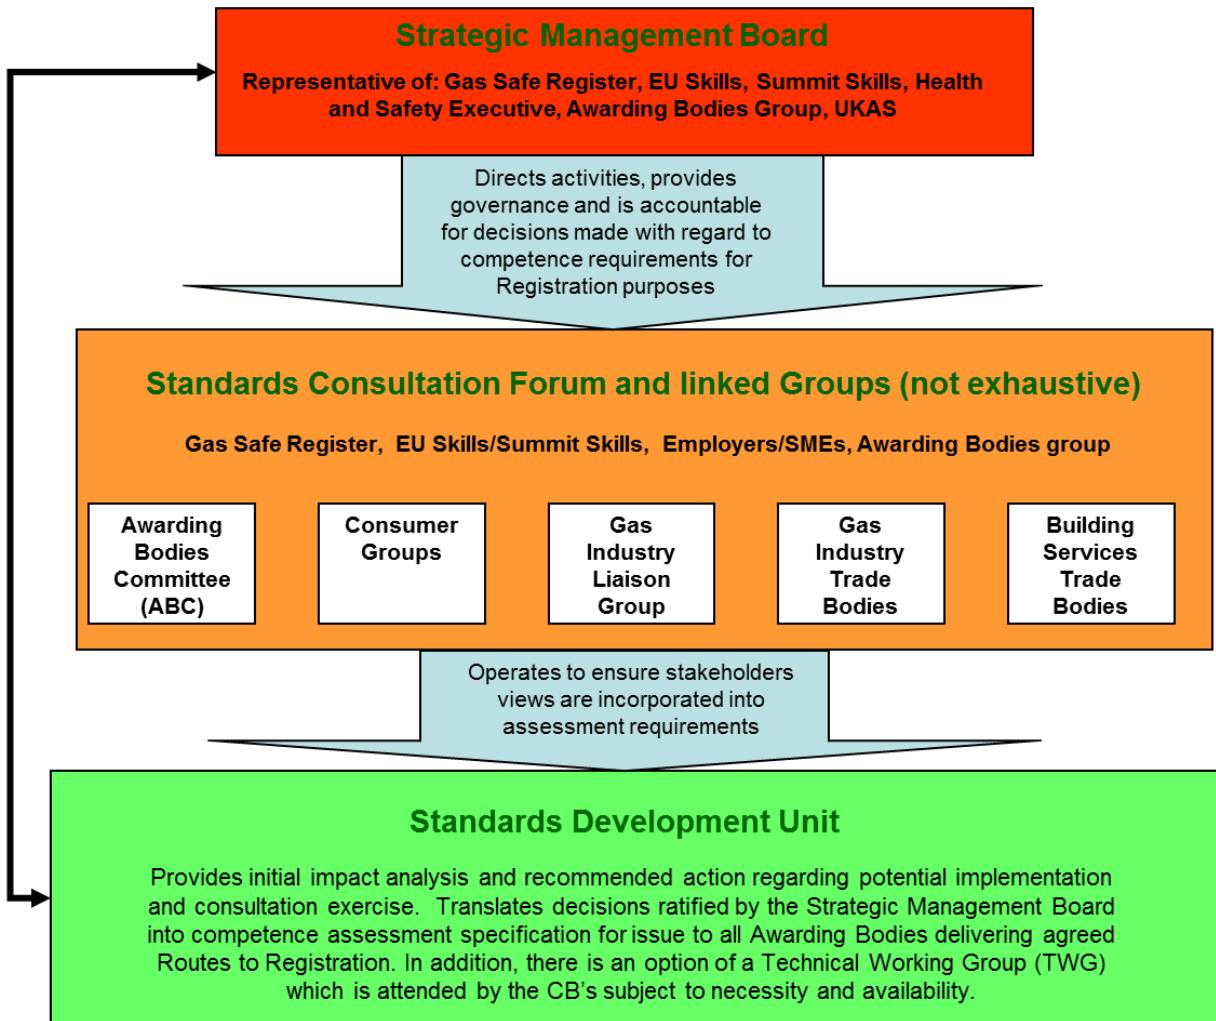 Strategic Management Board
Representative of: Gas Safe Register, EU Skills, Summit Skills, Health
and Safety Executive, Awarding Bodies Group, UKAS
Directs activities, provides
governance and is accountable
for decisions made with regard to
competence requirements for
Registration purposes
Standards Consultation Forum and linked Groups (not exhaustive)
Gas Safe Register, EU Skills/Summit Skills, Employers/SMEs, Awarding Bodies group
Awarding
Bodies
Committee
(ABC)
Consumer
Groups
Gas
Industry
Liaison
Group
Gas
Industry
Trade
Bodies
Building
Services
Trade
Bodies
Operates to ensure stakeholders
views are incorporated into
assessment requirements
Standards Development Unit
Provides initial impact analysis and recommended action regarding potential implementation
and consultation exercise. Translates decisions ratified by the Strategic Management Board
into competence assessment specification for issue to all Awarding Bodies delivering agreed
Routes to Registration. In addition, there is an option of a Technical Working Group (TWG)
which is attended by the CB's subject to necessity and availability.